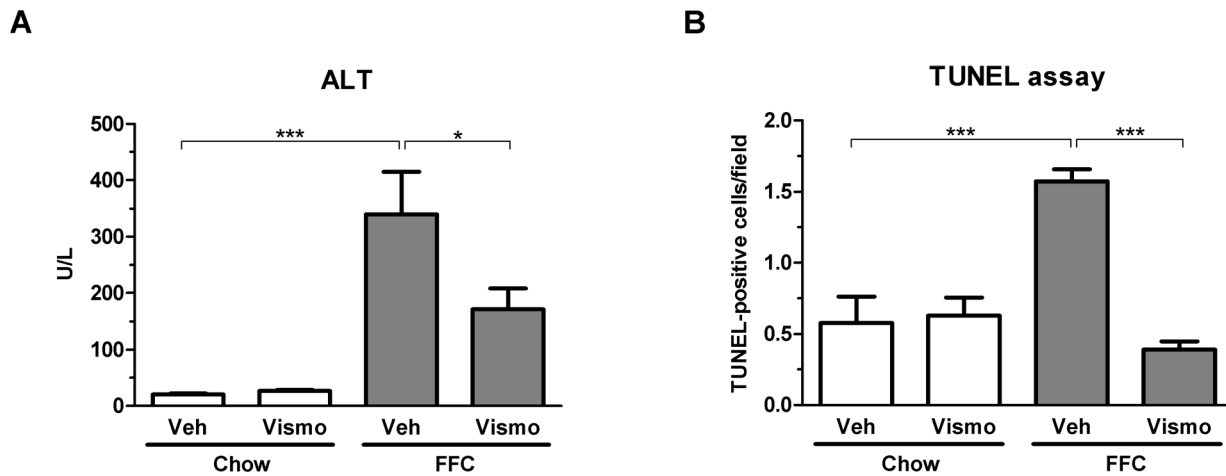 A
ALT
***
*
500
400
300
200
100
0
U/L
Veh Vismo Veh Vismo
Chow FFC
B
TUNEL assay
***
***
2.0
1.5
1.0
0.5
0.0
TUNEL-positive cells/field
Veh Vismo Veh Vismo
Chow FFC